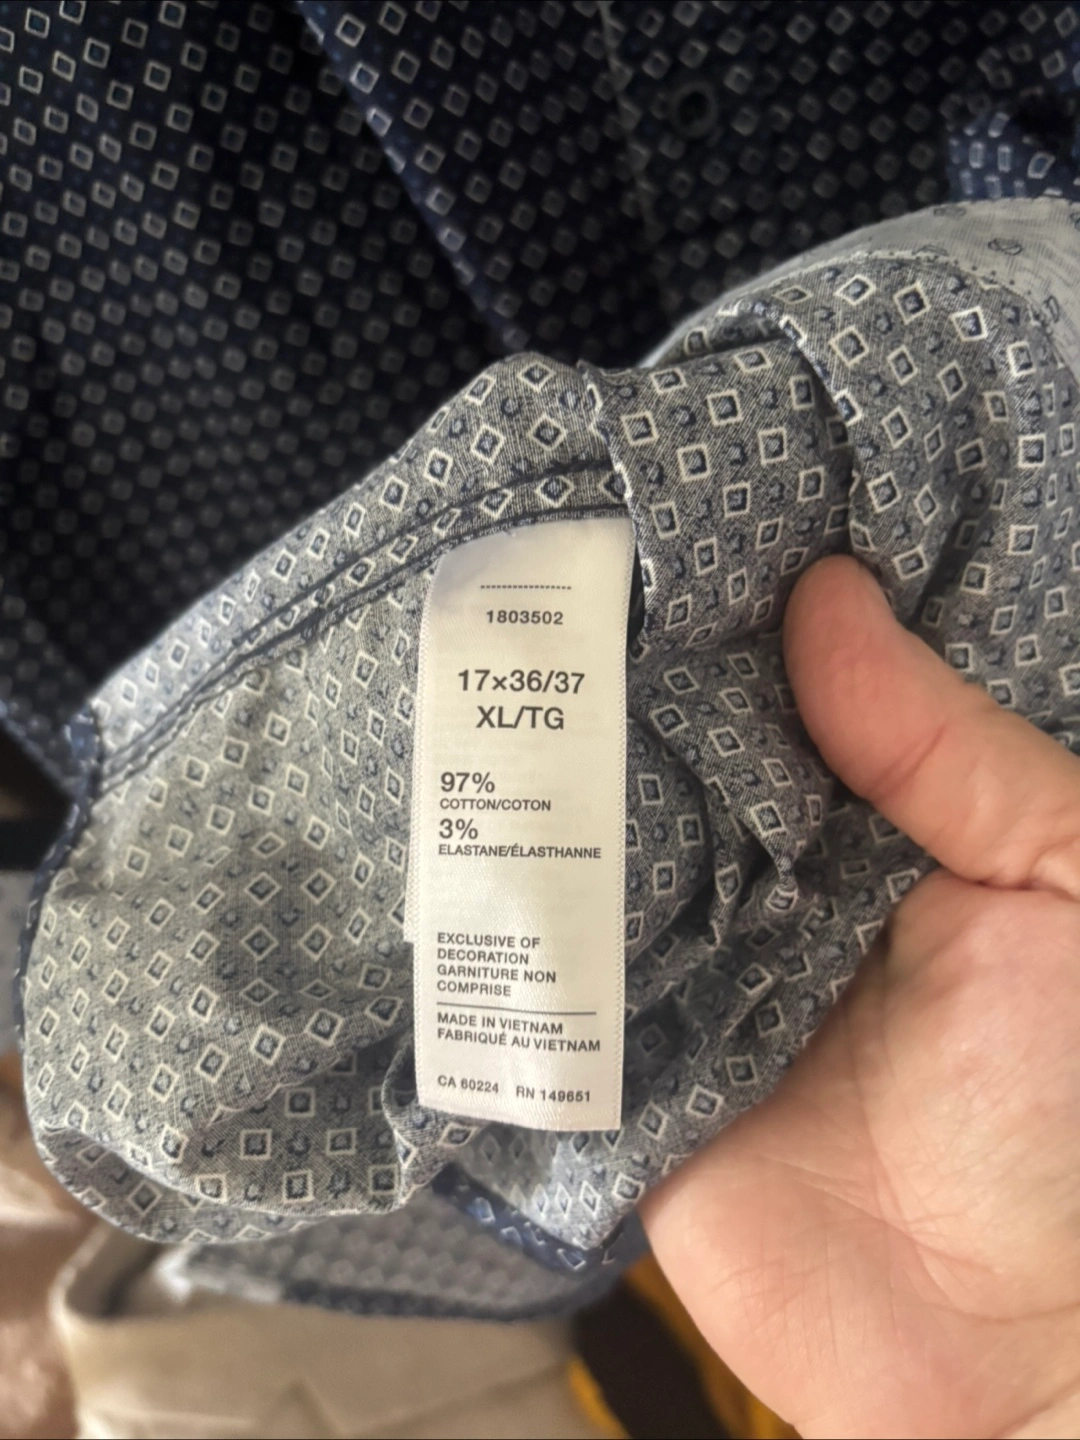 1803502
17×36/37
XL/TG
97%
COTTON/COTON
3%
ELASTANE/ÉLASTHANNE
EXCLUSIVE OF
DECORATION
GARNITURE NON
COMPRISE
MADE IN VIETNAM
FABRIQUÉ AU VIETNAM
CA 60224 RN 149651